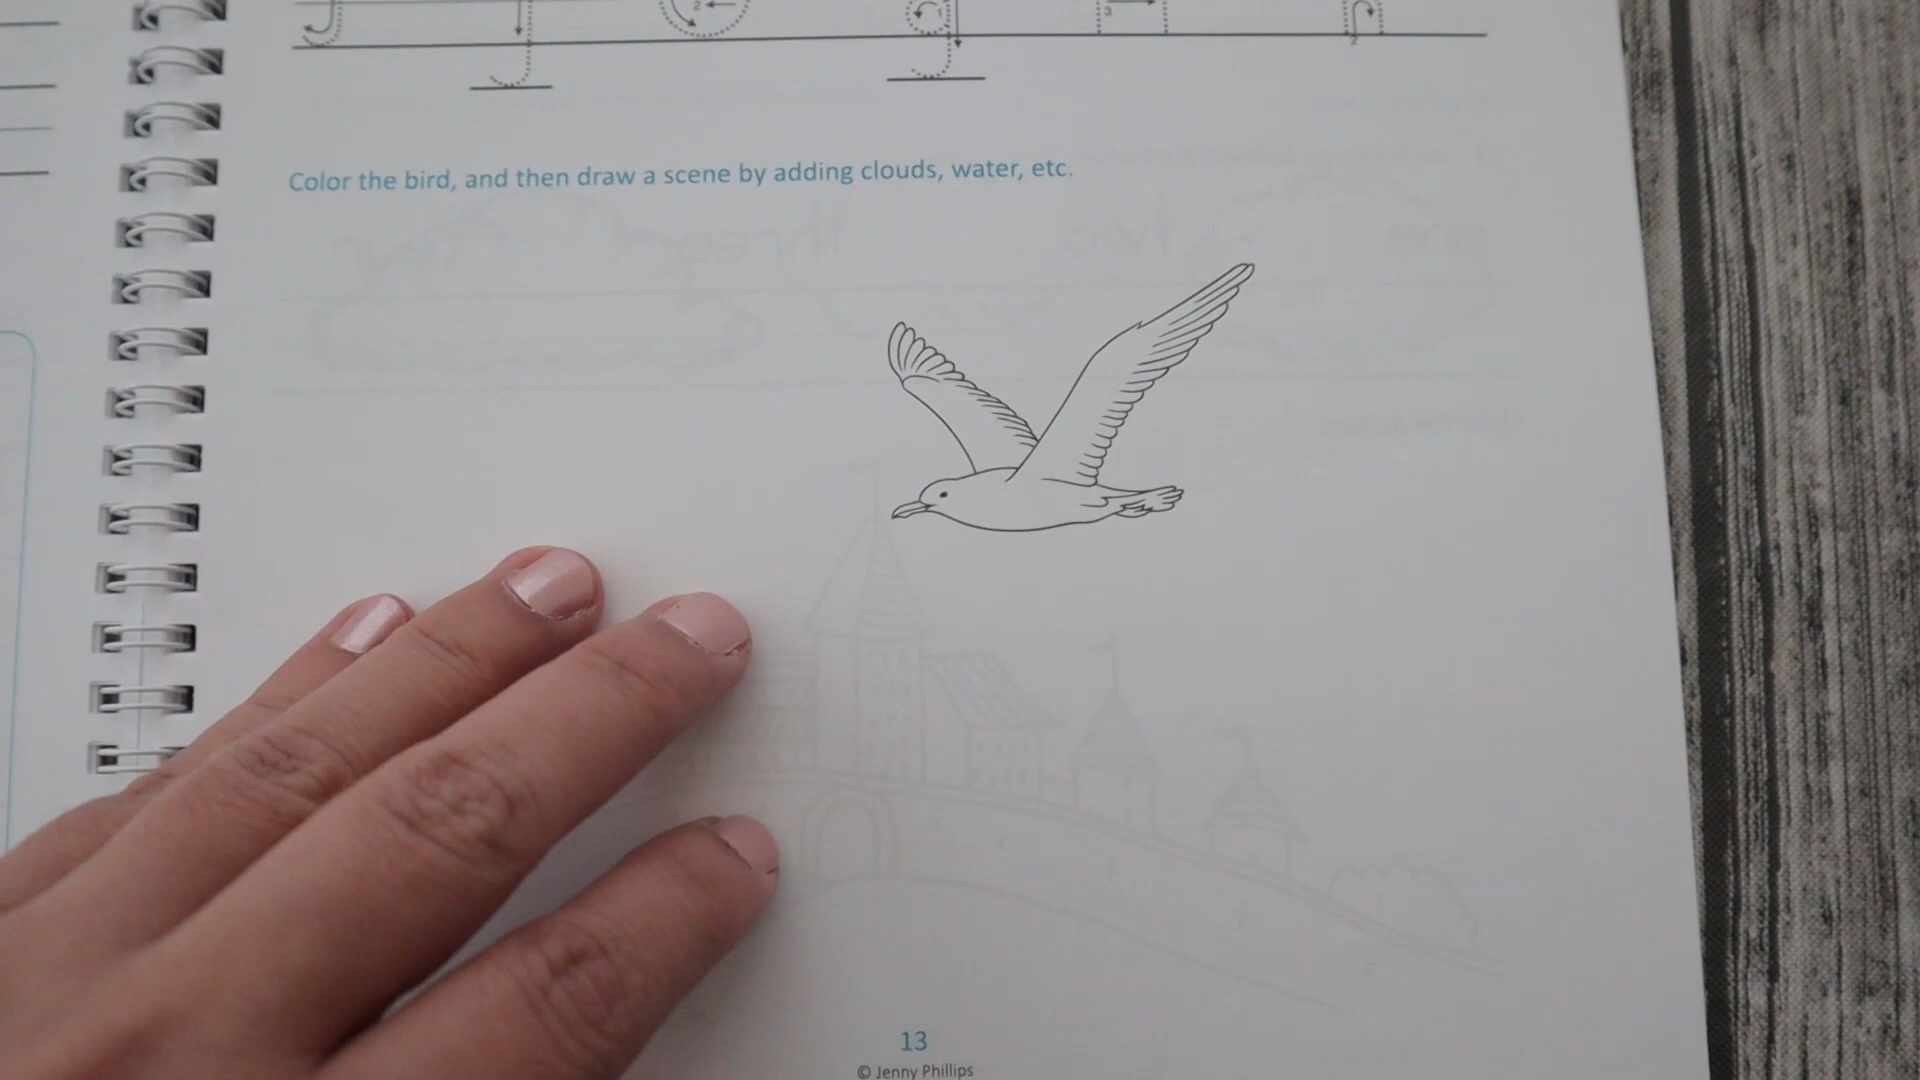 Color the bird, and then draw a scene by adding clouds, water, etc.
13
© Jenny Phillips